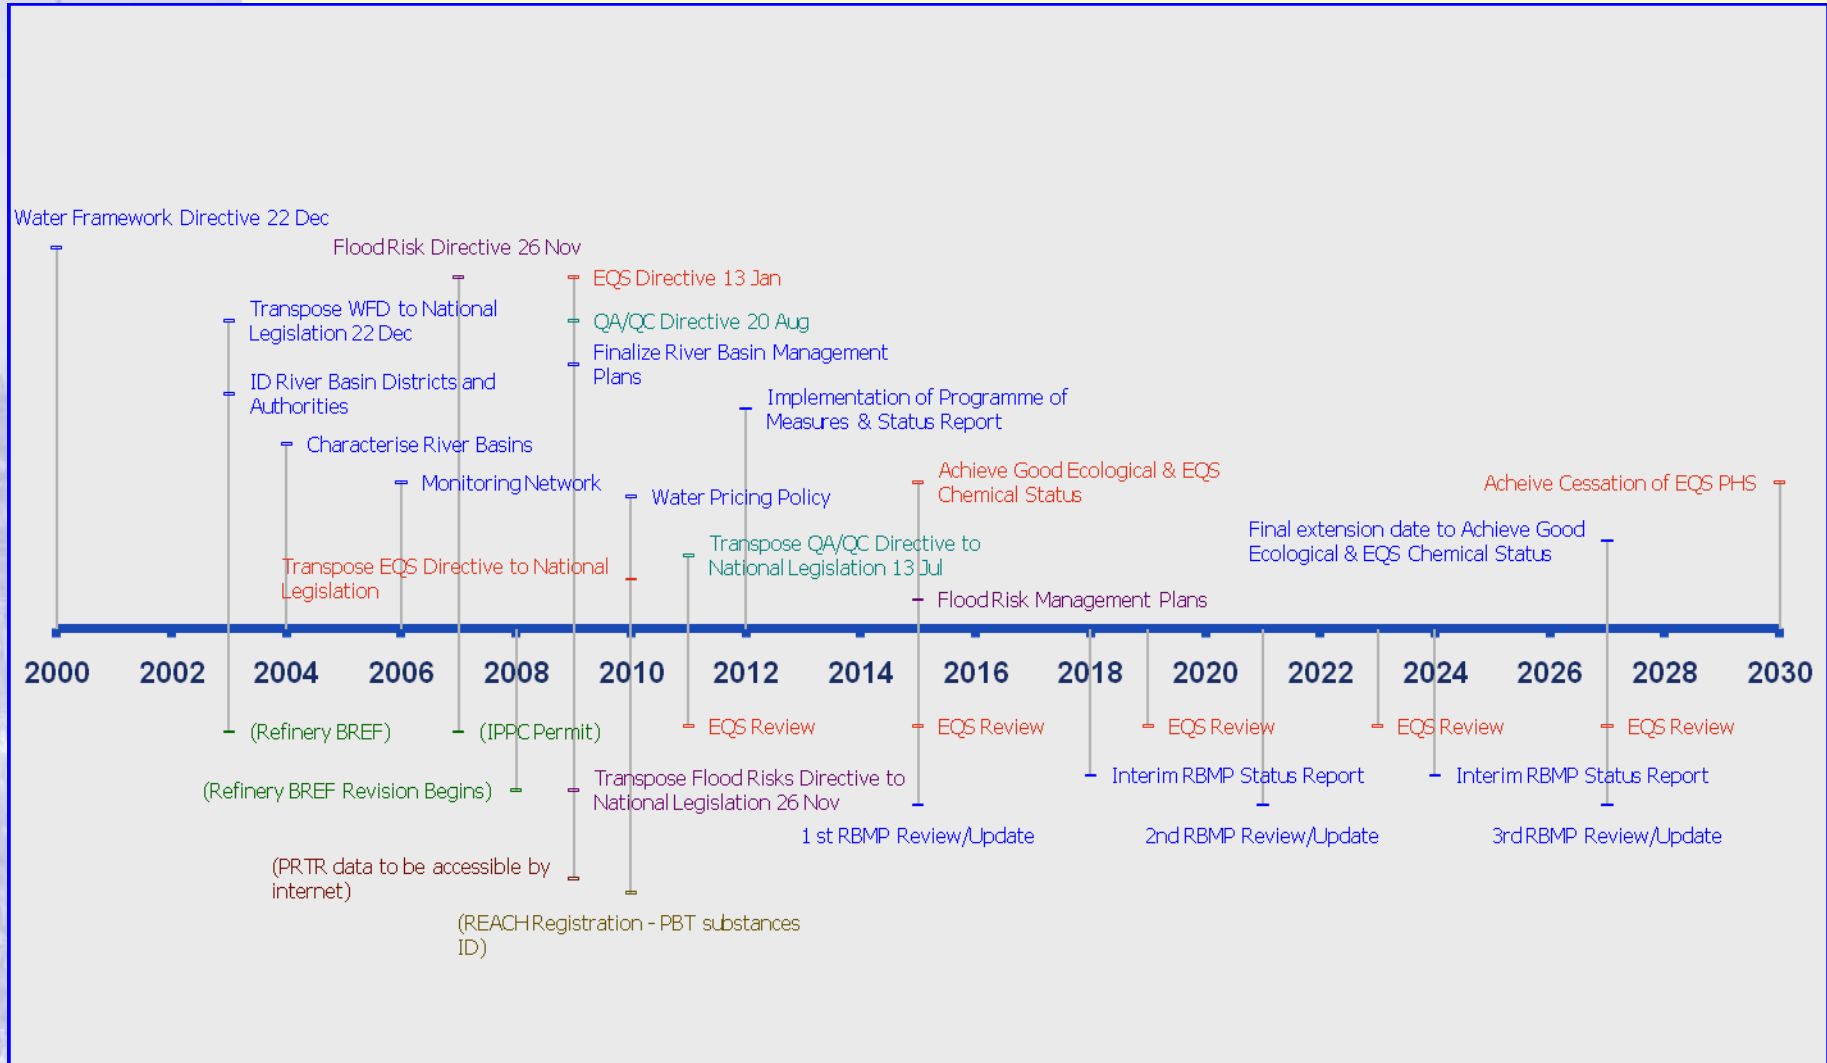 Water Framework Directive 22 Dec
Flood Risk Directive 26 Nov
EQS Directive 13 Jan
Transpose WFD to National
Legislation 22 Dec
QA/QC Directive 20 Aug
Finalize River Basin Management
Plans
ID River Basin Districts and
Authorities
Implementation of Programme of
Measures & Status Report
Characterise River Basins
Monitoring Network
Water Pricing Policy
Achieve Good Ecological & EQS
Chemical Status
Acheive Cessation of EQS PHS
Final extension date to Achieve Good
Ecological & EQS Chemical Status
Transpose QA/QC Directive to
National Legislation 13 Jul
Transpose EQS Directive to National
Legislation
Flood Risk Management Plans
2000 2002 2004 2006 2008 2010 2012 2014 2016 2018 2020 2022 2024 2026 2028 2030
(Refinery BREF)
(IPPC Permit)
EQS Review
EQS Review
EQS Review
EQS Review
EQS Review
(Refinery BREF Revision Begins)
Transpose Flood Risks Directive to
National Legislation 26 Nov
Interim RBMP Status Report
Interim RBMP Status Report
1 st RBMP Review/Update
2nd RBMP Review/Update
3rd RBMP Review/Update
(PRTR data to be accessible by
internet)
(REACH Registration - PBT substances
ID)